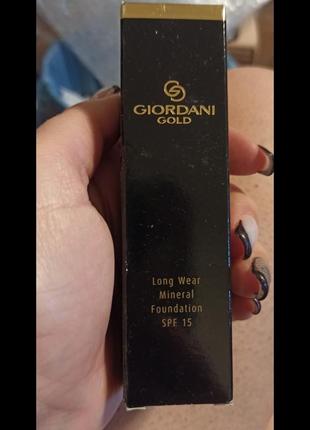 GIORDANI
GOLD
Long Wear
Mineral
Foundation
SPF 15